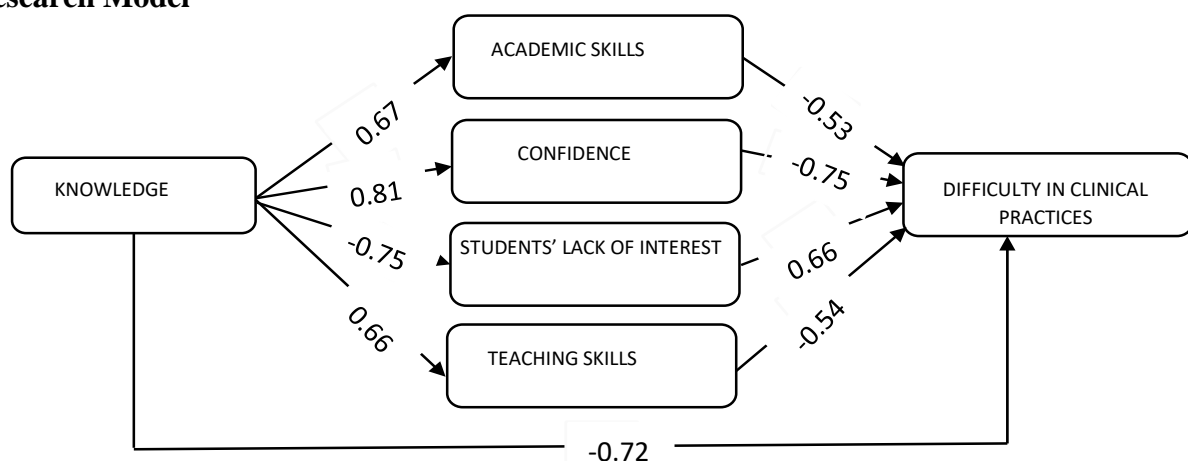 esearch Model
ACADEMIC SKILLS
0.67
-0.53
CONFIDENCE
0.81
-0.75
KNOWLEDGE
DIFFICULTY IN CLINICAL
PRACTICES
STUDENTS’ LACK OF INTEREST
-0.75
0.66
TEACHING SKILLS
0.66
-0.54
-0.72